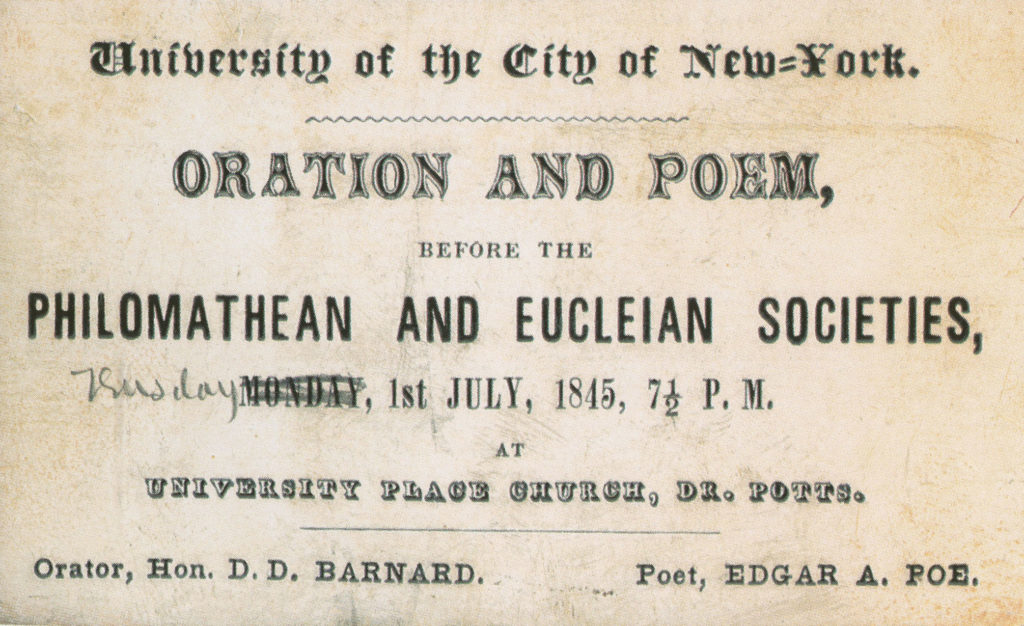 University of the City of New=York.
ORATION AND POEM,
BEFORE THE
PHILOMATHEAN AND EUCLEIAN SOCIETIES,
Tuesday MONDAY, 1st JULY, 1845, 7½ P. M.
AT
UNIVERSITY PLACE CHURCH, DR. POTTS.
Orator, Hon. D. D. BARNARD. Poet, EDGAR A. POE.